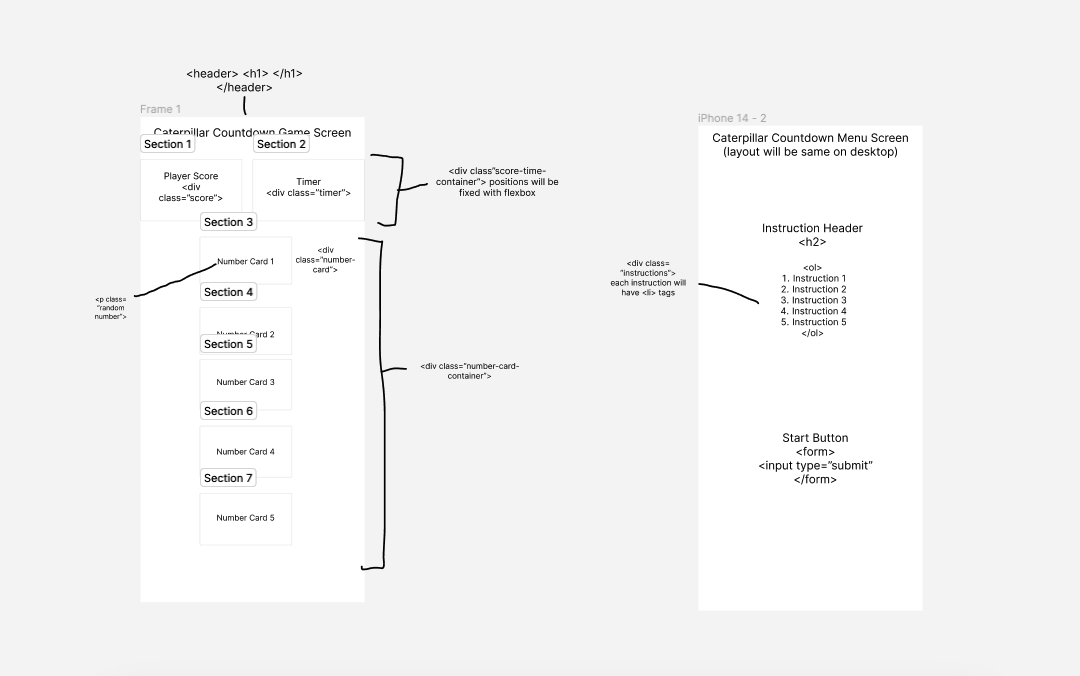 <header> <h1> </h1>
</header>
Frame 1
Caterpillar Countdown Game Screen
Section 1
Section 2
Player Score
<div
class="score">
Timer
<div class="timer">
<div class"score-time-
container"> positions will be
fixed with flexbox
Section 3
Number Card 1
<div
class="number-
card">
<p class=
"random
number">
Section 4
Number Card 2
Section 5
Number Card 3
<div class="number-card-
container">
Section 6
Number Card 4
Section 7
Number Card 5
iPhone 14 - 2
Caterpillar Countdown Menu Screen
(layout will be same on desktop)
Instruction Header
<h2>
<div class=
"instructions">
each instruction will
have <li> tags
<ol>
1. Instruction 1
2. Instruction 2
3. Instruction 3
4. Instruction 4
5. Instruction 5
</ol>
Start Button
<form>
<input type="submit"
</form>